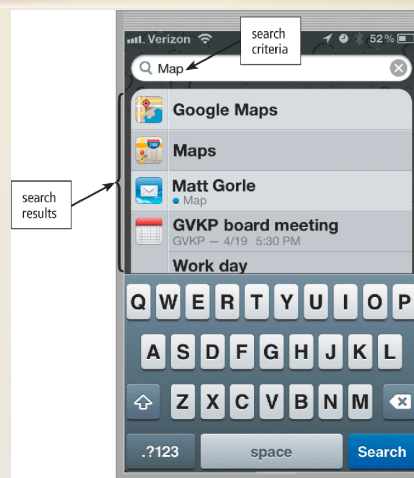 Verizon
52%
search
criteria
Map
search
results
Google Maps
Maps
Matt Gorle
Map
GVKP board meeting
GVKP — 4/19 5:30 PM
Work day
Q W E R T Y U I O P
A S D F G H J K L
Z X C V B N M
.?123 space Search